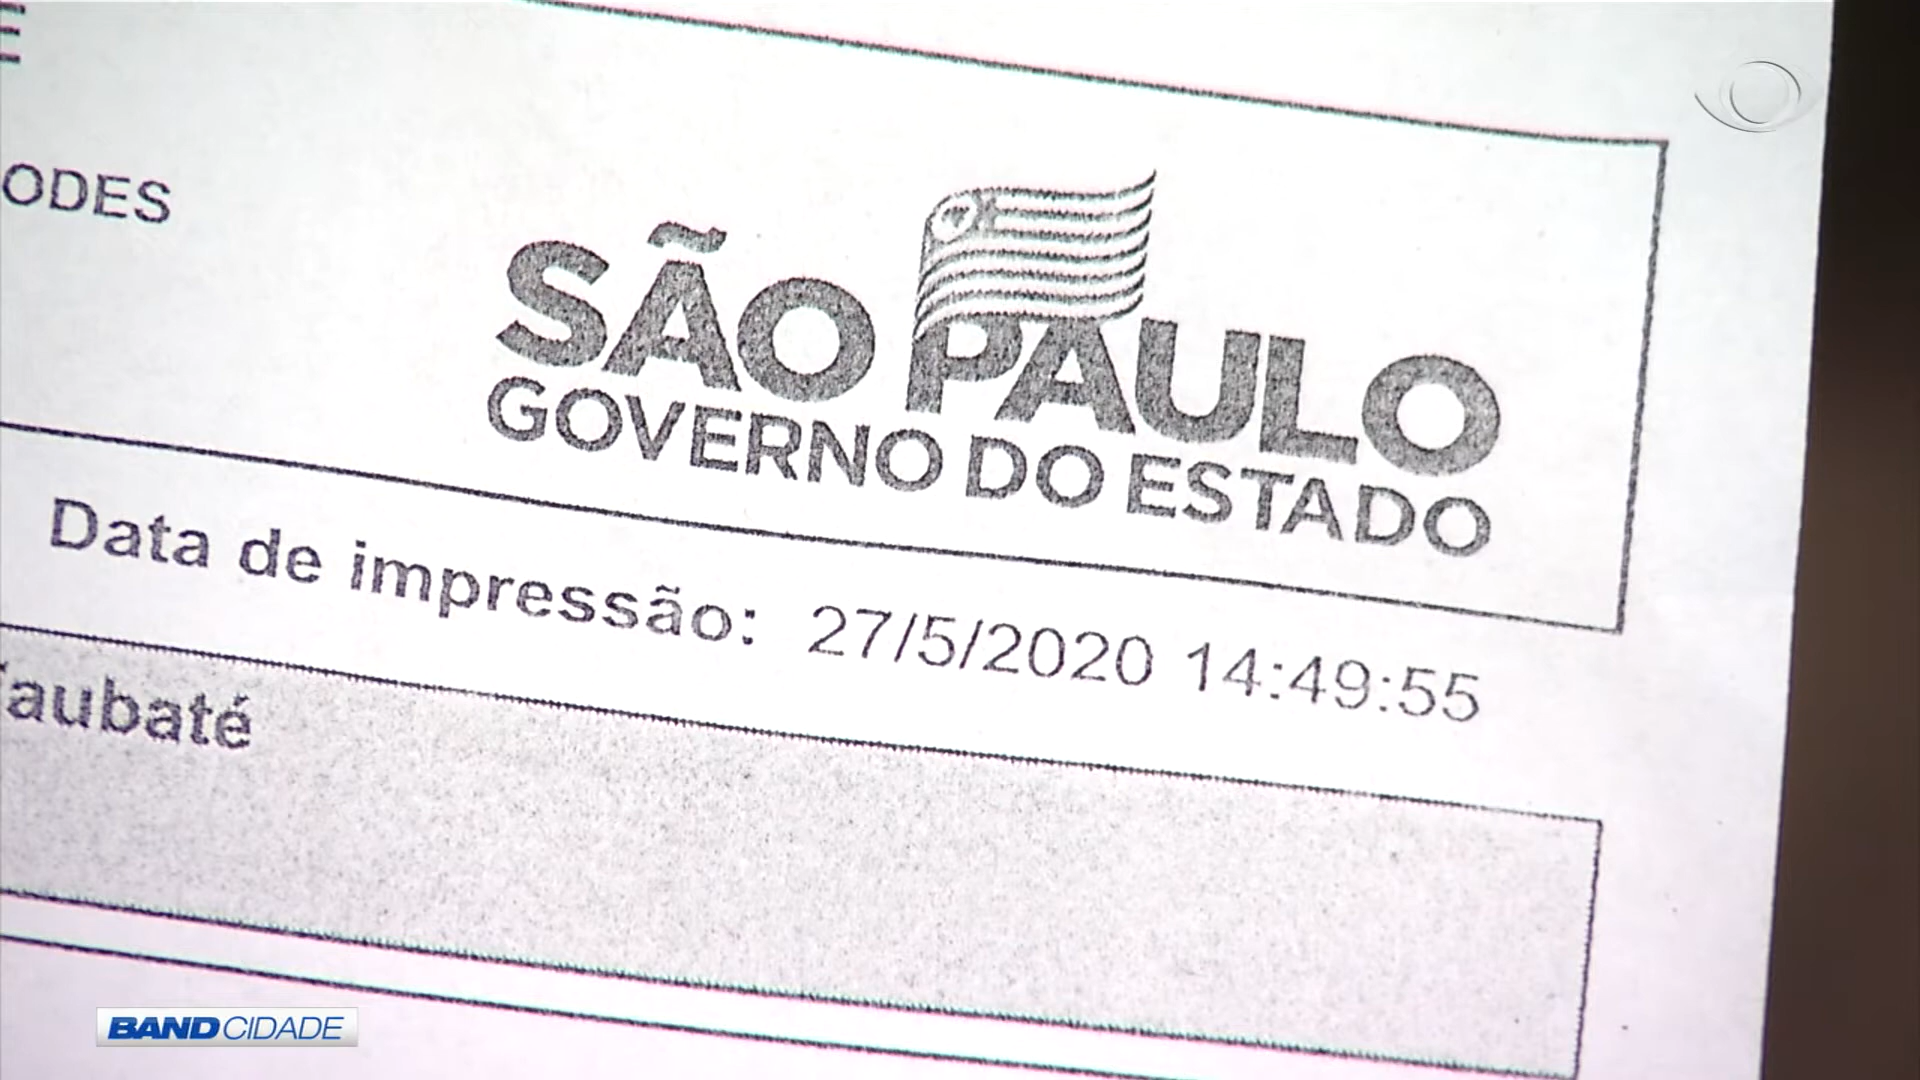 ODES
SÃO PAULO
GOVERNO DO ESTADO
Data de impressão: 27/5/2020 14:49:55
aubaté
BAND CIDADE